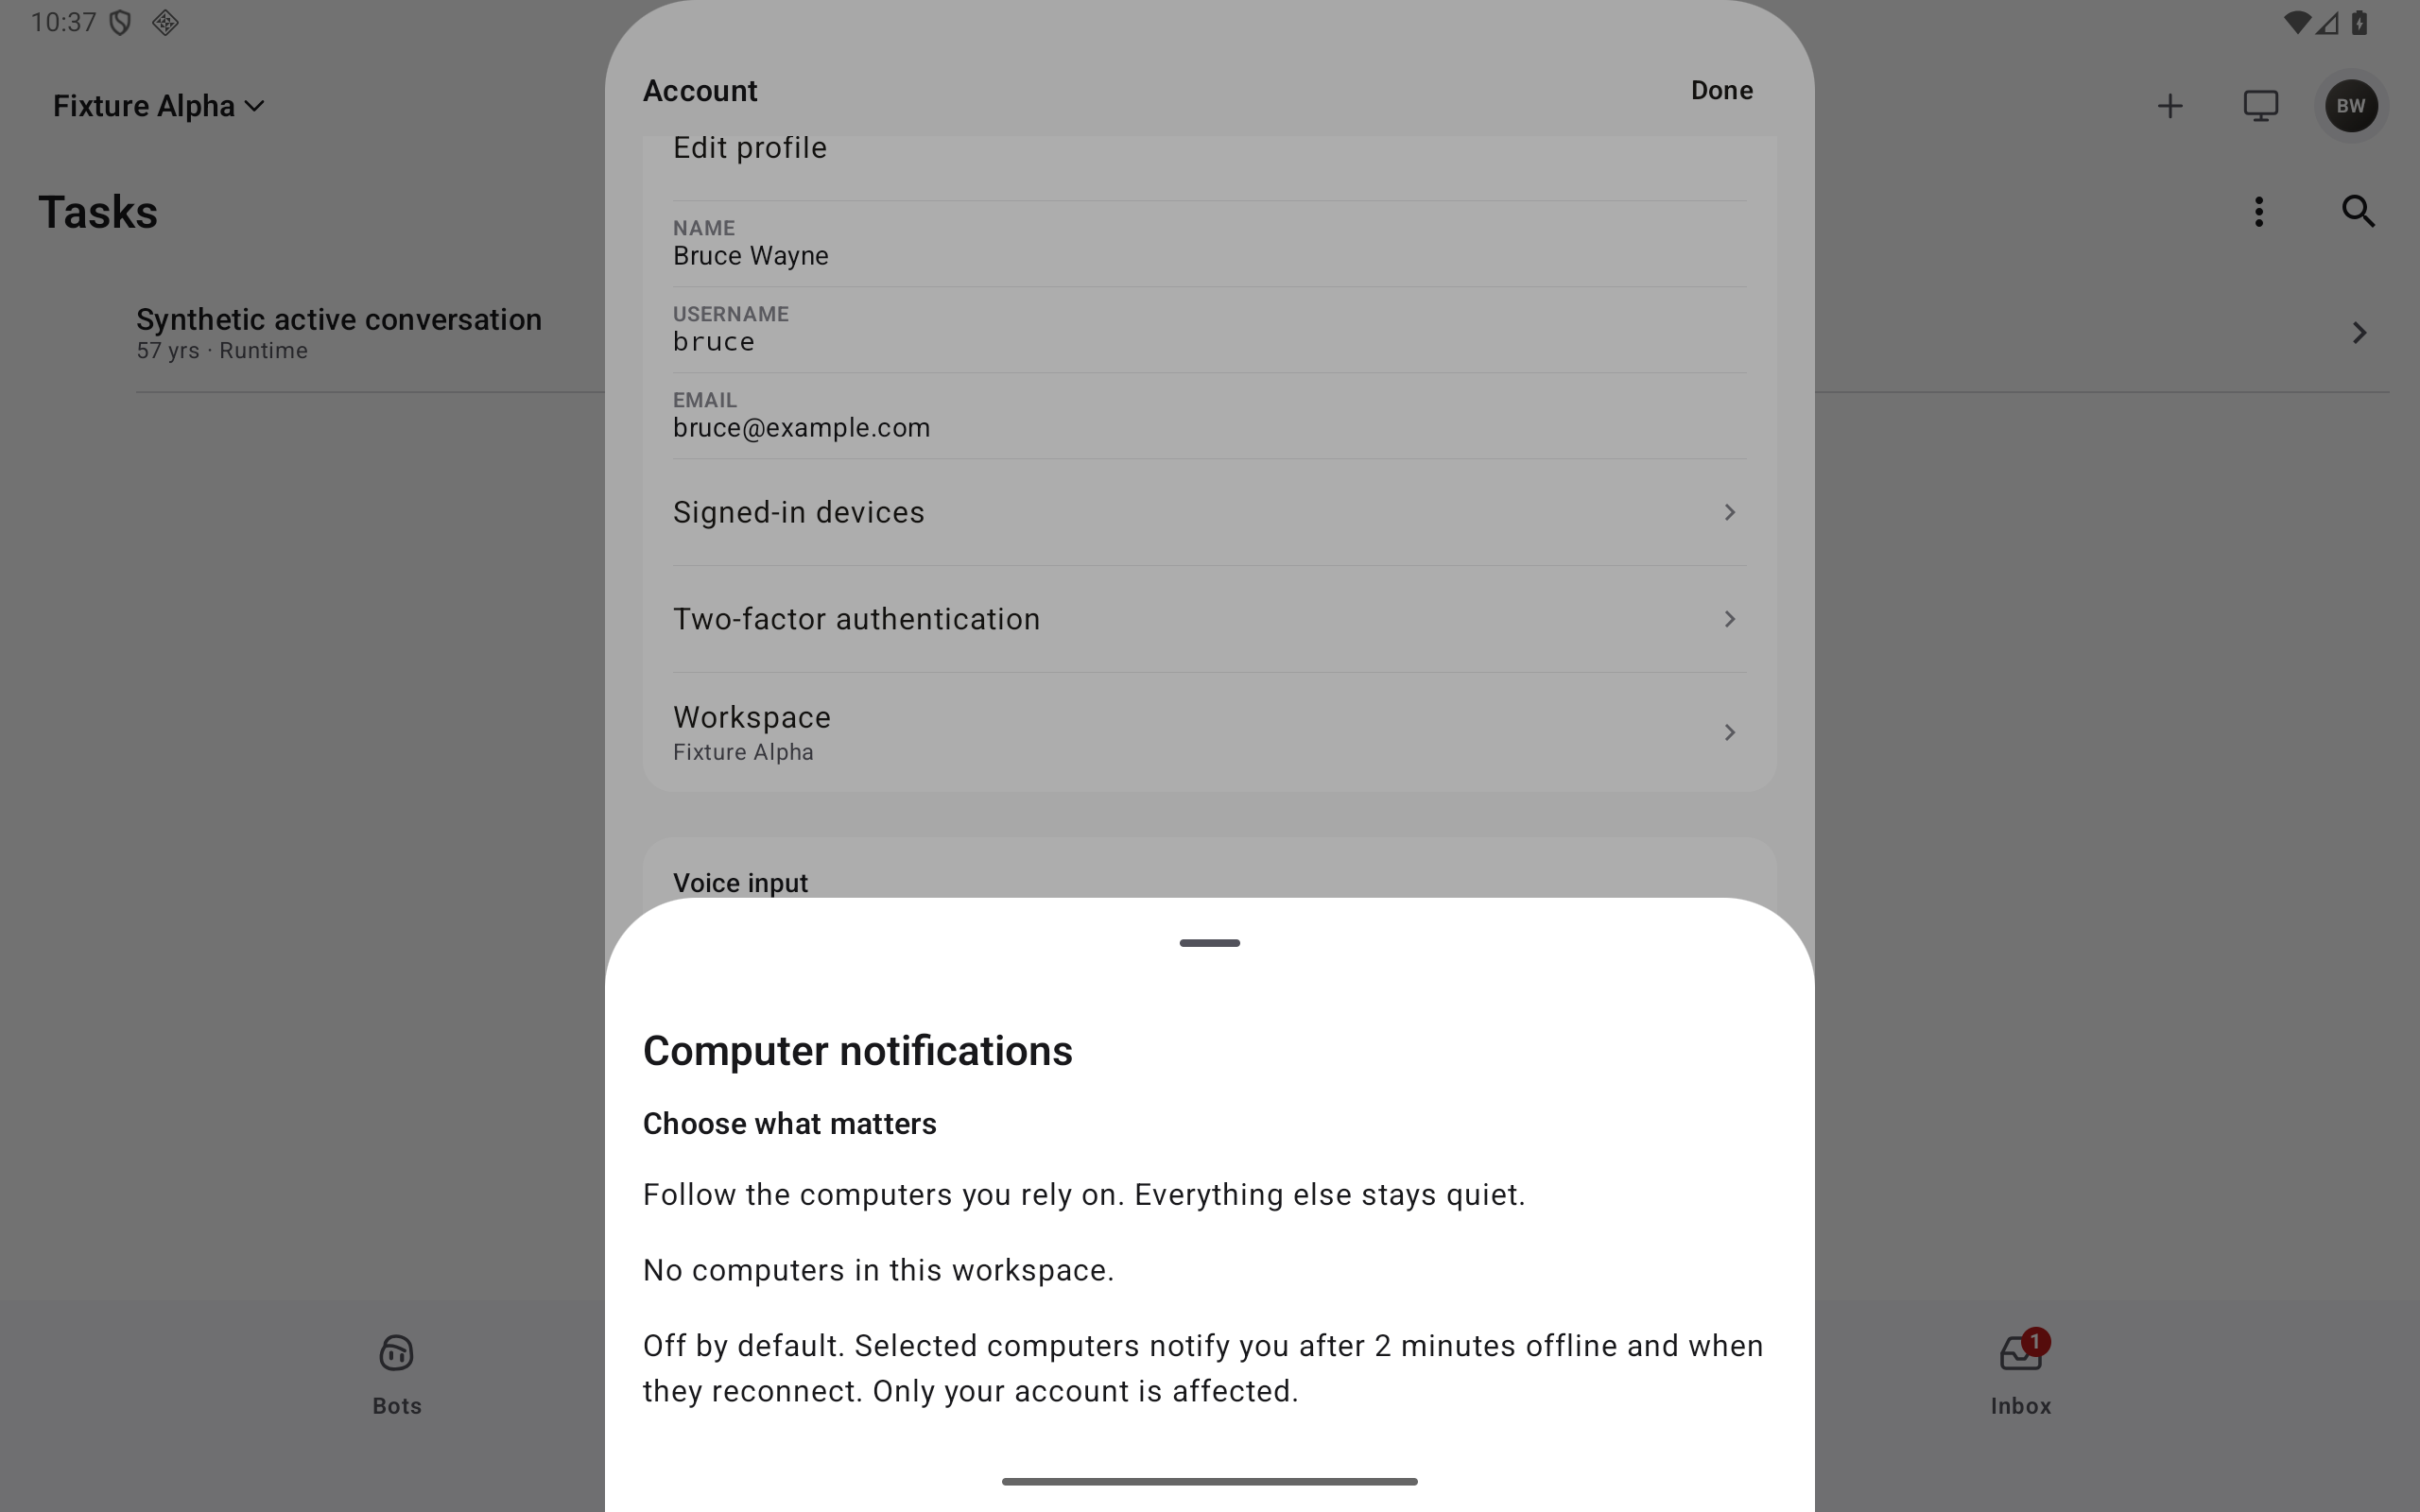 10:37
Fixture Alpha
BW
Tasks
Synthetic active conversation
57 yrs · Runtime
Account
Done
Edit profile
NAME
Bruce Wayne
USERNAME
bruce
EMAIL
bruce@example.com
Signed-in devices
Two-factor authentication
Workspace
Fixture Alpha
Voice input
Computer notifications
Choose what matters
Follow the computers you rely on. Everything else stays quiet.
No computers in this workspace.
Off by default. Selected computers notify you after 2 minutes offline and when
they reconnect. Only your account is affected.
Bots
1
Inbox